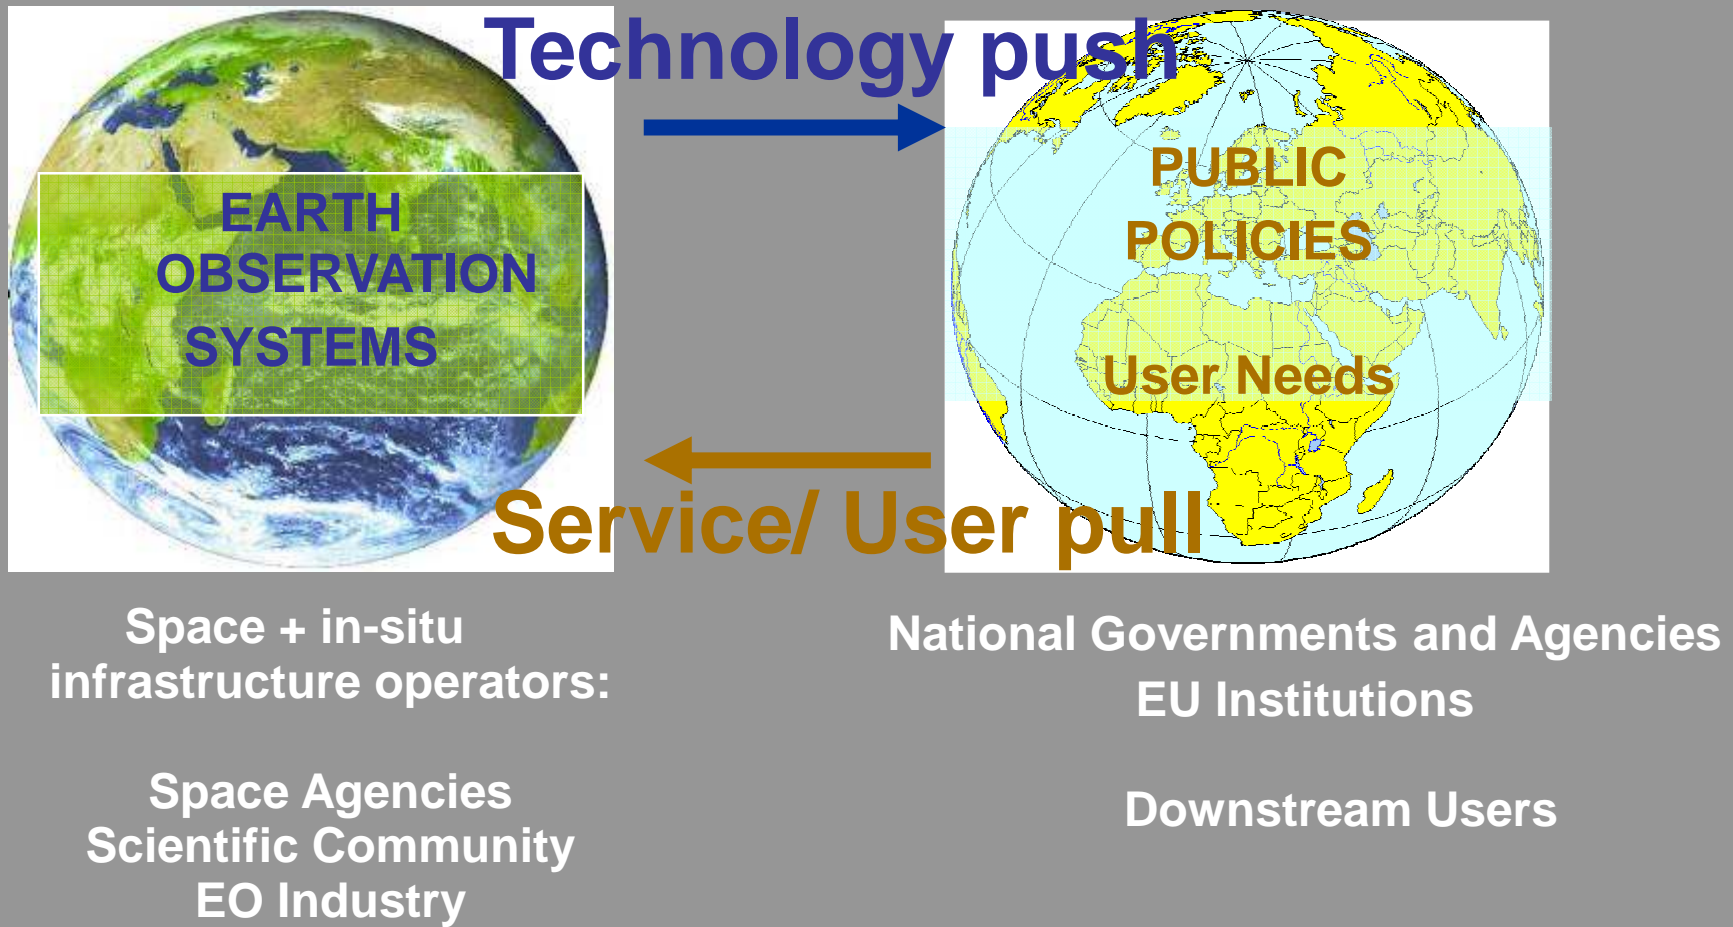 Technology push
EARTH
OBSERVATION
SYSTEMS
PUBLIC
POLICIES
User Needs
Service/ User pull
Space + in-situ
infrastructure operators:
Space Agencies
Scientific Community
EO Industry
National Governments and Agencies
EU Institutions
Downstream Users